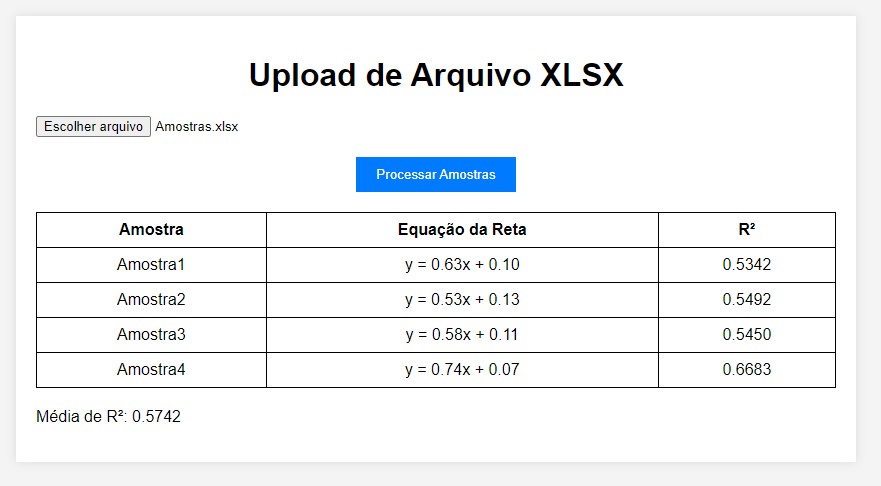 Upload de Arquivo XLSX
Escolher arquivo Amostras.xlsx
Processar Amostras
Amostra Equação da Reta R²
Amostra1 y = 0.63x + 0.10 0.5342
Amostra2 y = 0.53x + 0.13 0.5492
Amostra3 y = 0.58x + 0.11 0.5450
Amostra4 y = 0.74x + 0.07 0.6683
Média de R²: 0.5742